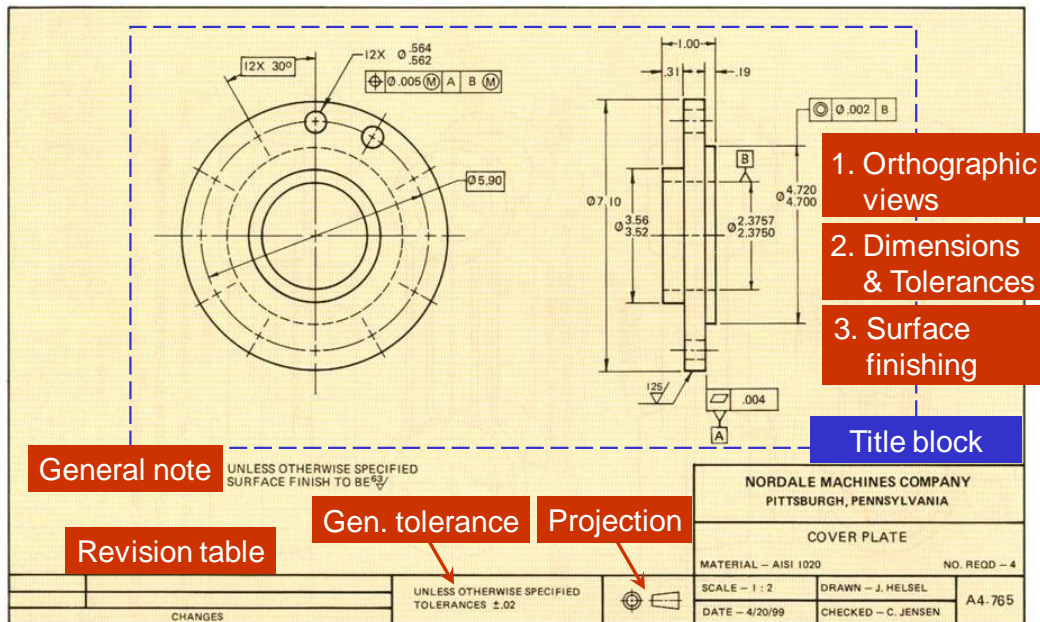 12X 30º
12X Ø .564
.562
⌖ Ø.005 Ⓜ A B Ⓜ
Ø5.90
1.00
.31
.19
◎ Ø.002 B
B
Ø7.10
Ø 3.56
3.52
Ø 2.3757
2.3750
Ø 4.720
4.700
125
⏥ .004
A
1. Orthographic
views
2. Dimensions
& Tolerances
3. Surface
finishing
Title block
General note
UNLESS OTHERWISE SPECIFIED
SURFACE FINISH TO BE 63
Gen. tolerance
Projection
Revision table
NORDALE MACHINES COMPANY
PITTSBURGH, PENNSYLVANIA
COVER PLATE
MATERIAL – AISI 1020 NO. REQD – 4
UNLESS OTHERWISE SPECIFIED
TOLERANCES ±.02
SCALE – 1 : 2
DRAWN – J. HELSEL
A4-765
DATE – 4/20/99
CHECKED – C. JENSEN
CHANGES